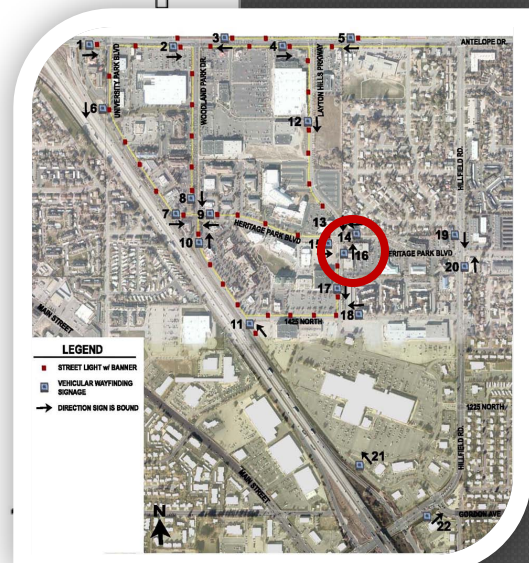 1
2
3
4
5
ANTELOPE DR.
UNIVERSITY PARK BLVD
WOODLAND PARK DR.
LAYTON HILLS PRKWAY
HILLFIELD RD.
6
12
8
7
9
13
14
19
HERITAGE PARK BLVD
15
16
ERITAGE PARK BLVD
10
20
17
MAIN STREET
18
11
1425 NORTH
LEGEND
STREET LIGHT w/ BANNER
VEHICULAR WAYFINDING
SIGNAGE
DIRECTION SIGN IS BOUND
1225 NORTH
HILLFIELD RD.
21
MAIN STREET
N
22
GORDON AVE